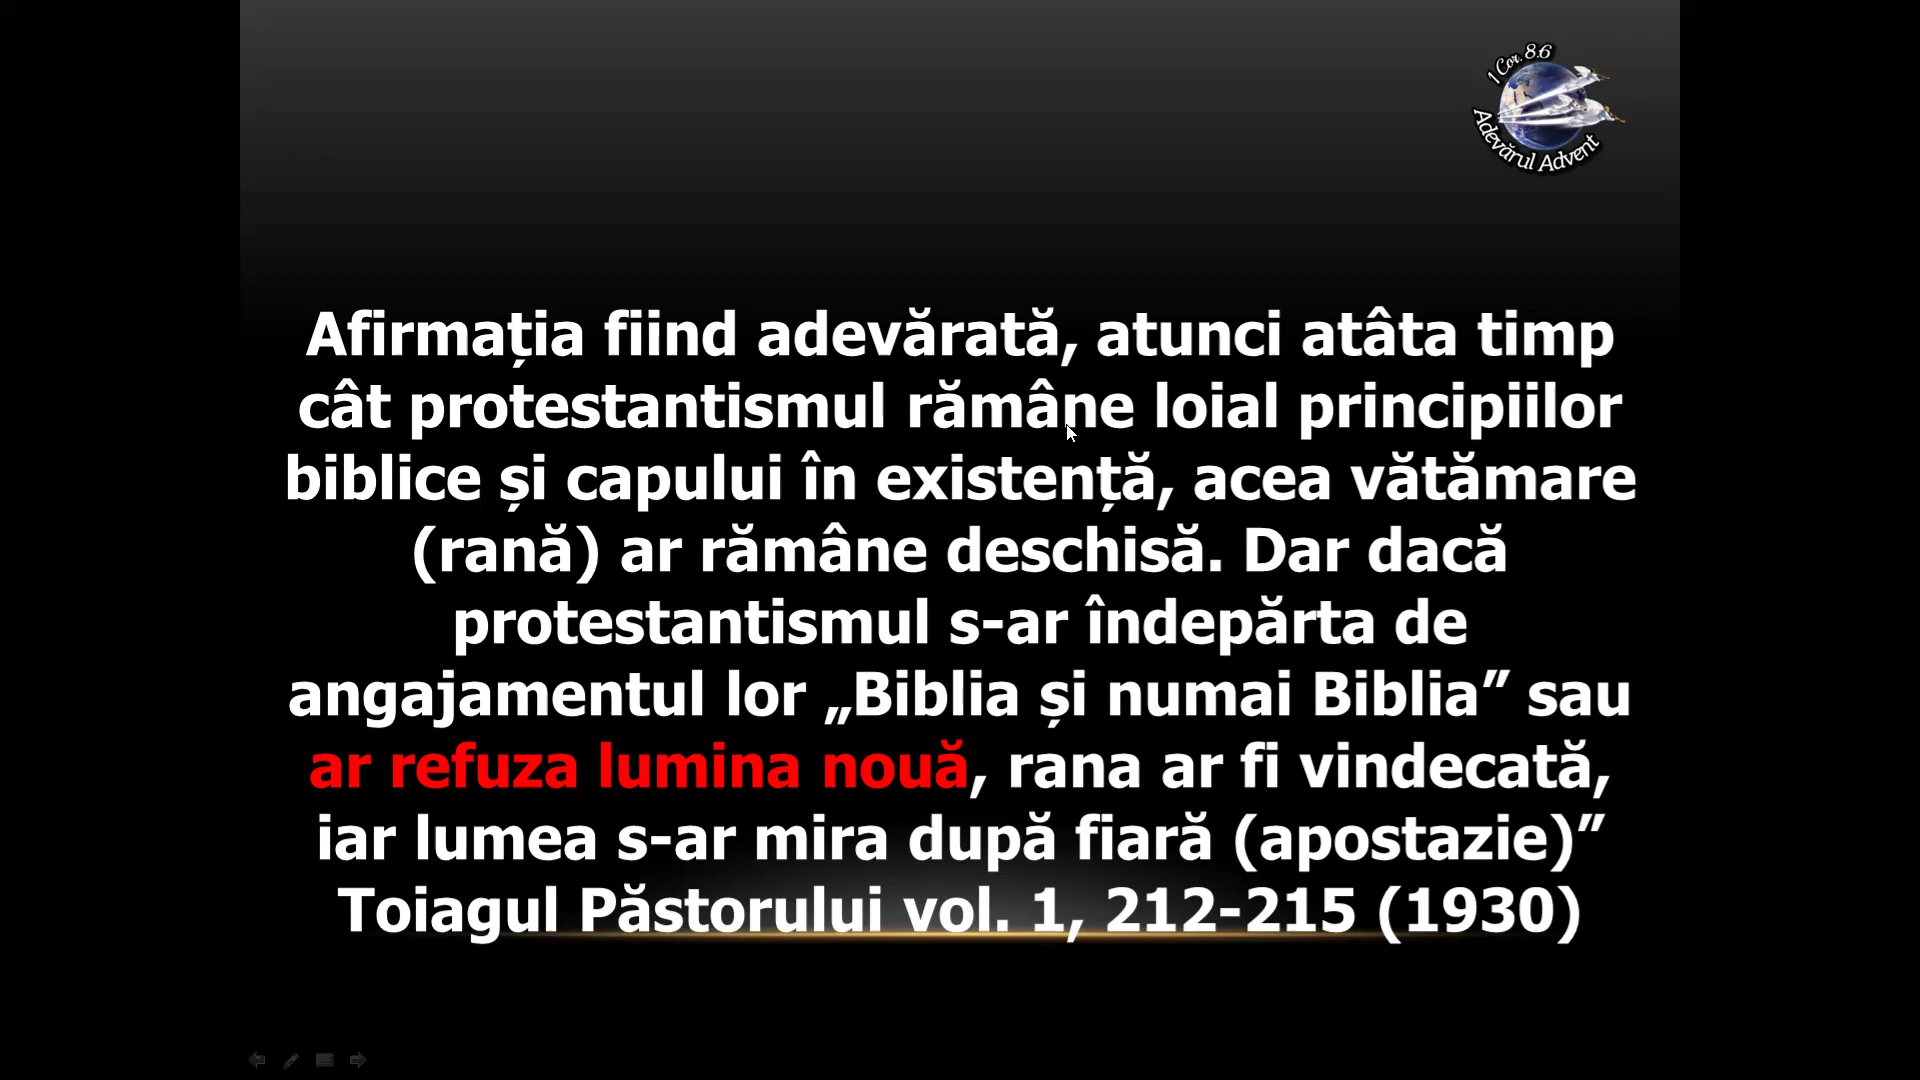 1 Cor. 8:6
Adevărul Advent
Afirmația fiind adevărată, atunci atâta timp
cât protestantismul rămâne loial principiilor
biblice și capului în existență, acea vătămare
(rană) ar rămâne deschisă. Dar dacă
protestantismul s-ar îndepărta de
angajamentul lor „Biblia și numai Biblia” sau
ar refuza lumina nouă, rana ar fi vindecată,
iar lumea s-ar mira după fiară (apostazie)”
Toiagul Păstorului vol. 1, 212-215 (1930)